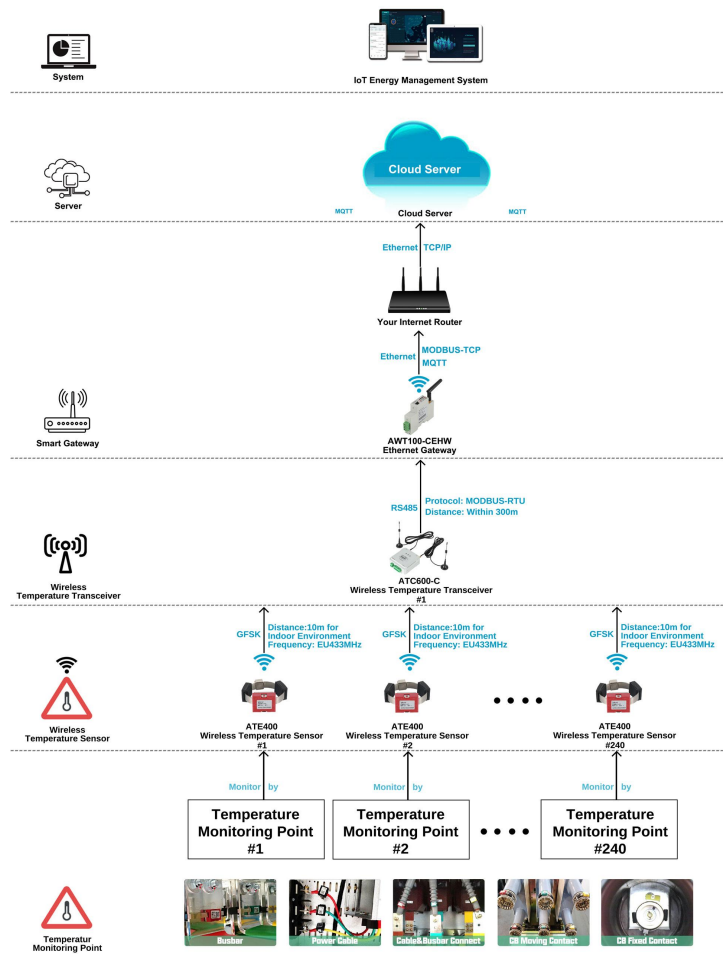 System
IoT Energy Management System
Cloud Server
Server
MQTT
Cloud Server
MQTT
Ethernet TCP/IP
Your Internet Router
Ethernet
MODBUS-TCP
MQTT
Smart Gateway
AWT100-CEHW
Ethernet Gateway
RS485
Protocol: MODBUS-RTU
Distance: Within 300m
Wireless
Temperature Transceiver
ATC600-C
Wireless Temperature Transceiver
#1
GFSK
Distance:10m for
Indoor Environment
Frequency: EU433MHz
GFSK
Distance:10m for
Indoor Environment
Frequency: EU433MHz
GFSK
Distance:10m for
Indoor Environment
Frequency: EU433MHz
Wireless
Temperature Sensor
ATE400
Wireless Temperature Sensor
#1
ATE400
Wireless Temperature Sensor
#2
ATE400
Wireless Temperature Sensor
#240
Monitor by
Monitor by
Monitor by
Temperature
Monitoring Point
#1
Temperature
Monitoring Point
#2
Temperature
Monitoring Point
#240
Temperatur
Monitoring Point
Busbar
Power Cable
Cable&Busbar Connect
CB Moving Contact
CB Fixed Contact